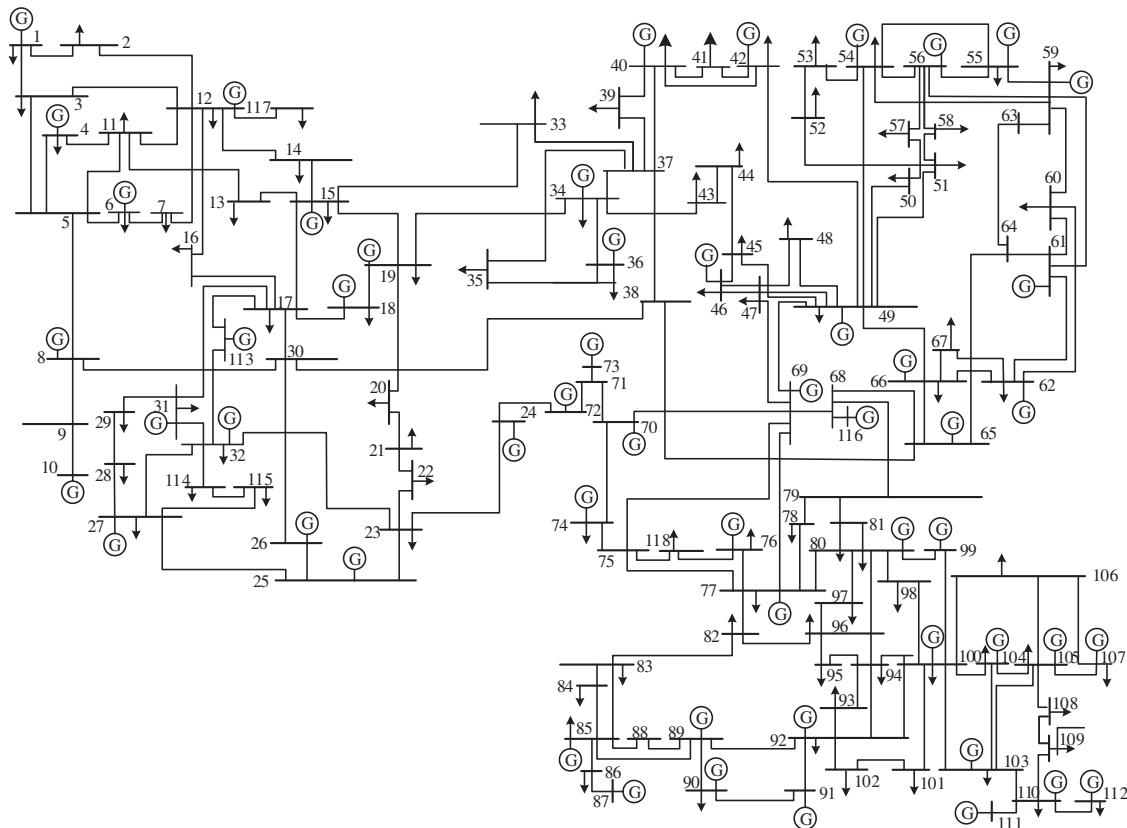 G G G G G 59
1 2 40 41 42 53 54 56 55
G
3 12 G 117 39 52 57 58 63
G 4 11 33 37 44
14 51
G 34 43 50 60
5 6 7 13 15 64
16 G G G 45 48 61
G 19 35 36 46 G
17 18 38 47 49
G 67
G G 113 30 G
8 69 G 68 66 62
31 20 G 73 71 G
29 G G 24 72 70 116 G 65
9 32 21 G G
10 28 22 79
G 114 115 G 78 81 G G
27 G 26 23 74 118 G 76 80 99
G 75
25 77 97 98 106
G
82 96 G G G G
83 95 94 100 104 105 107
84 93 108
G G
85 88 89 92 109
G G G 103
86 90 102 101 G G
87 G 91 110 112
G G 111